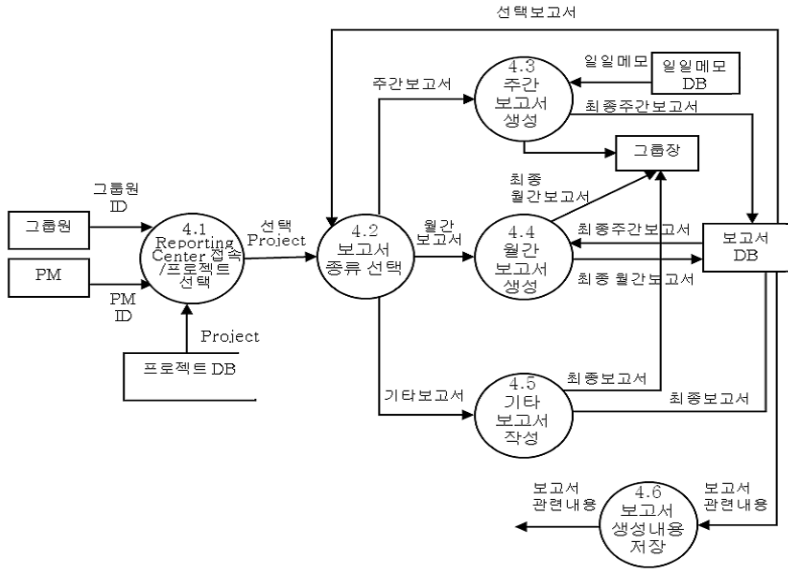 선택보고서
4.3
주간
보고서
생성
일일메모
일일메모
DB
주간보고서
최종주간보고서
그룹장
최종
월간보고서
그룹원
ID
그룹원
4.1
Reporting
Center 접속
/프로젝트
선택
선택
Project
4.2
보고서
종류 선택
월간
보고서
4.4
월간
보고서
생성
최종주간보고서
보고서
DB
최종 월간보고서
PM
PM
ID
Project
프로젝트 DB
기타보고서
4.5
기타
보고서
작성
최종보고서
최종보고서
보고서
관련내용
4.6
보고서
생성내용
저장
보고서
관련내용